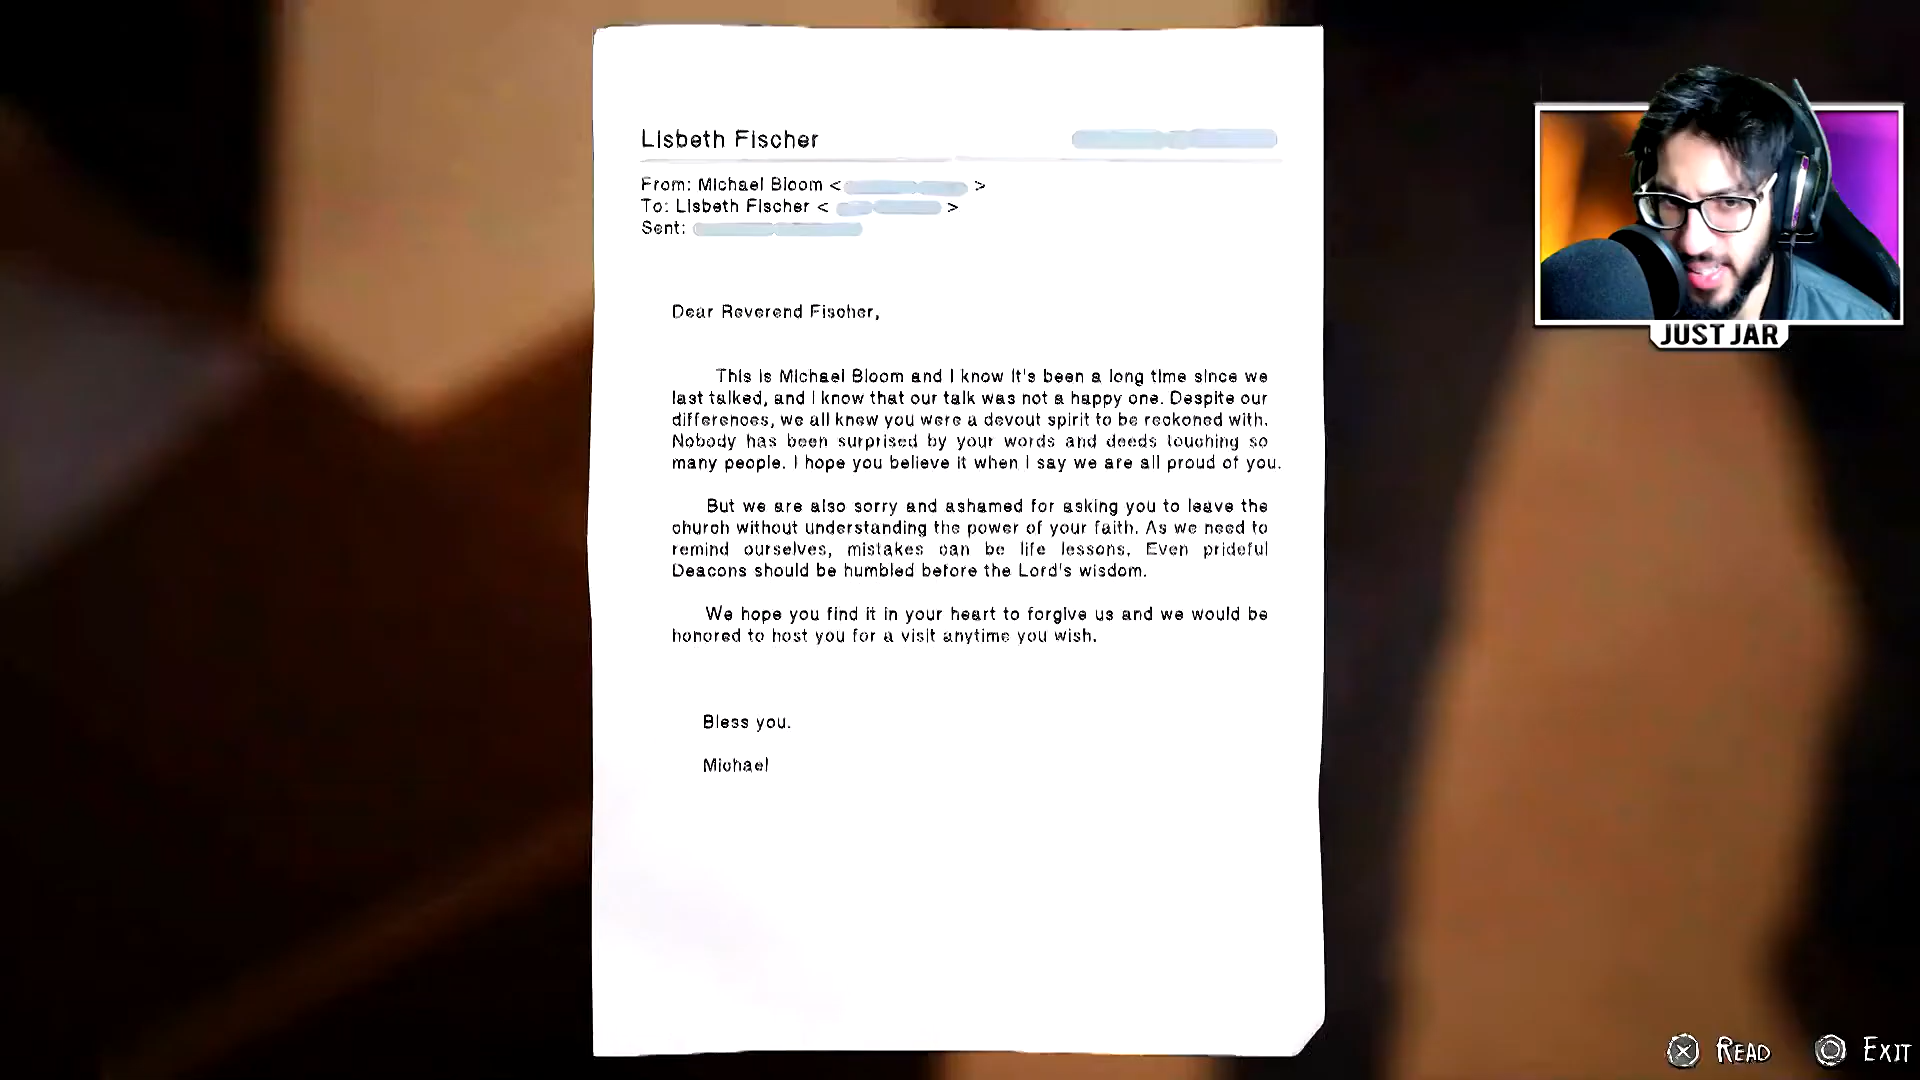 Lisbeth Fischer
From: Michael Bloom < >
To: Lisbeth Fischer < >
Sent:
Dear Reverend Fischer,
This is Michael Bloom and I know it's been a long time since we
last talked, and I know that our talk was not a happy one. Despite our
differences, we all knew you were a devout spirit to be reckoned with.
Nobody has been surprised by your words and deeds touching so
many people. I hope you believe it when I say we are all proud of you.
But we are also sorry and ashamed for asking you to leave the
church without understanding the power of your faith. As we need to
remind ourselves, mistakes can be life lessons. Even prideful
Deacons should be humbled before the Lord's wisdom.
We hope you find it in your heart to forgive us and we would be
honored to host you for a visit anytime you wish.
Bless you.
Michael
JUST JAR
READ
EXIT